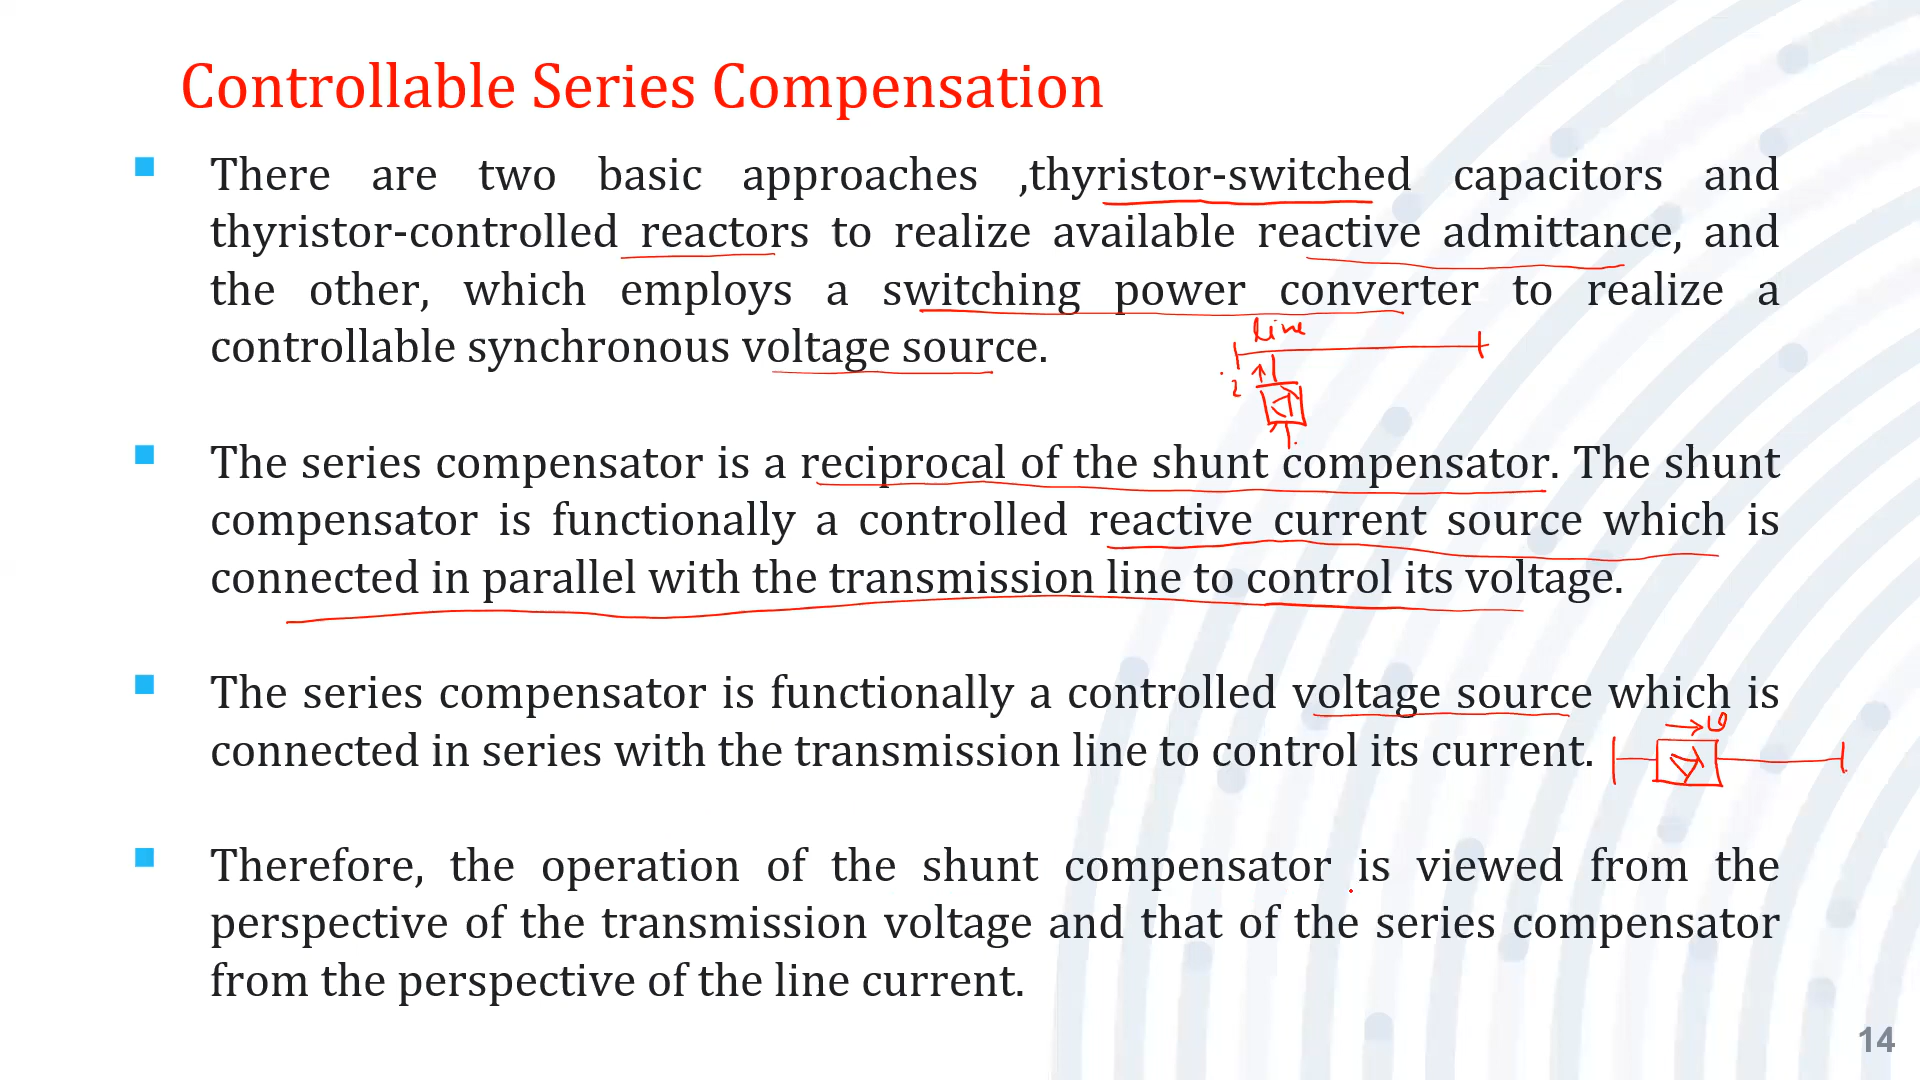 Controllable Series Compensation
There are two basic approaches ,thyristor-switched capacitors and
thyristor-controlled reactors to realize available reactive admittance, and
the other, which employs a switching power converter to realize a
controllable synchronous voltage source.
line
i
The series compensator is a reciprocal of the shunt compensator. The shunt
compensator is functionally a controlled reactive current source which is
connected in parallel with the transmission line to control its voltage.
The series compensator is functionally a controlled voltage source which is
connected in series with the transmission line to control its current.
Therefore, the operation of the shunt compensator is viewed from the
perspective of the transmission voltage and that of the series compensator
from the perspective of the line current.
14